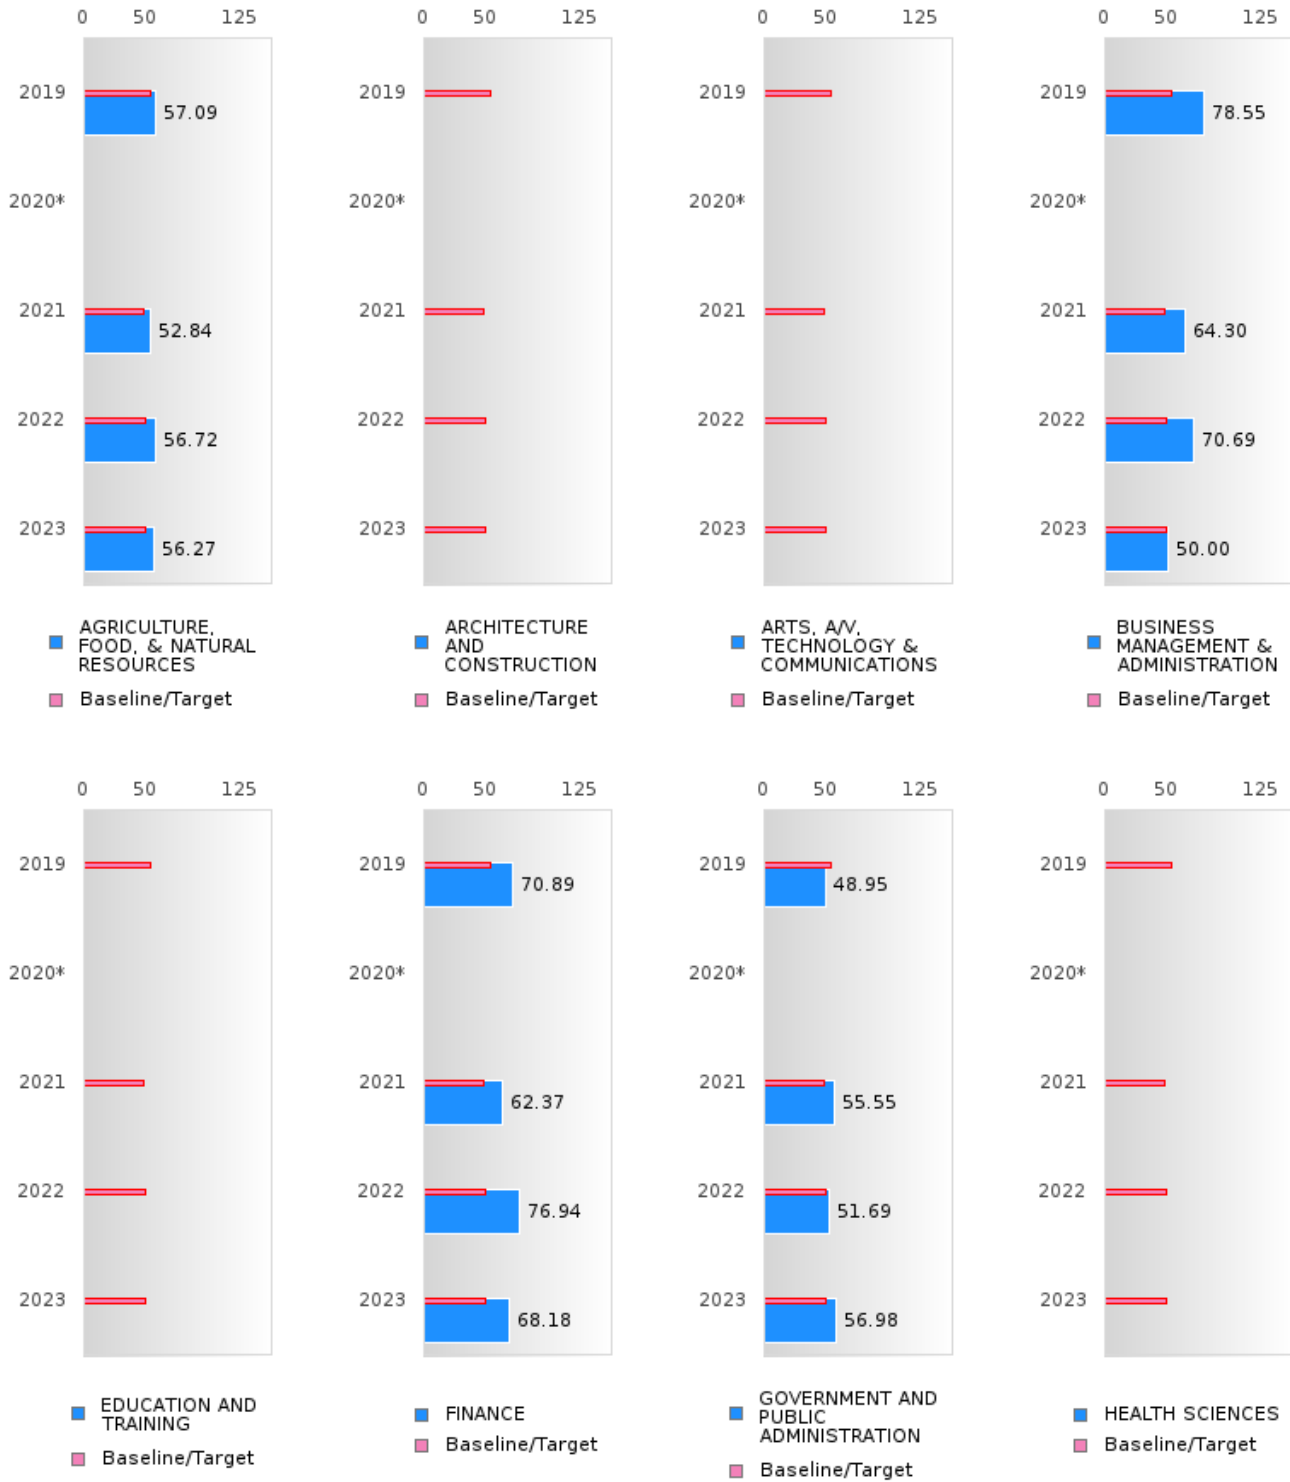 0 50 125
0 50 125
0 50 125
0 50 125
2019 57.09
2020*
2021 52.84
2022 56.72
2023 56.27
2019
2020*
2021
2022
2023
2019
2020*
2021
2022
2023
2019 78.55
2020*
2021 64.30
2022 70.69
2023 50.00
AGRICULTURE,
FOOD, & NATURAL
RESOURCES
Baseline/Target
ARCHITECTURE
AND
CONSTRUCTION
Baseline/Target
ARTS, A/V,
TECHNOLOGY &
COMMUNICATIONS
Baseline/Target
BUSINESS
MANAGEMENT &
ADMINISTRATION
Baseline/Target
0 50 125
0 50 125
0 50 125
0 50 125
2019
2020*
2021
2022
2023
2019 70.89
2020*
2021 62.37
2022 76.94
2023 68.18
2019 48.95
2020*
2021 55.55
2022 51.69
2023 56.98
2019
2020*
2021
2022
2023
EDUCATION AND
TRAINING
Baseline/Target
FINANCE
Baseline/Target
GOVERNMENT AND
PUBLIC
ADMINISTRATION
Baseline/Target
HEALTH SCIENCES
Baseline/Target